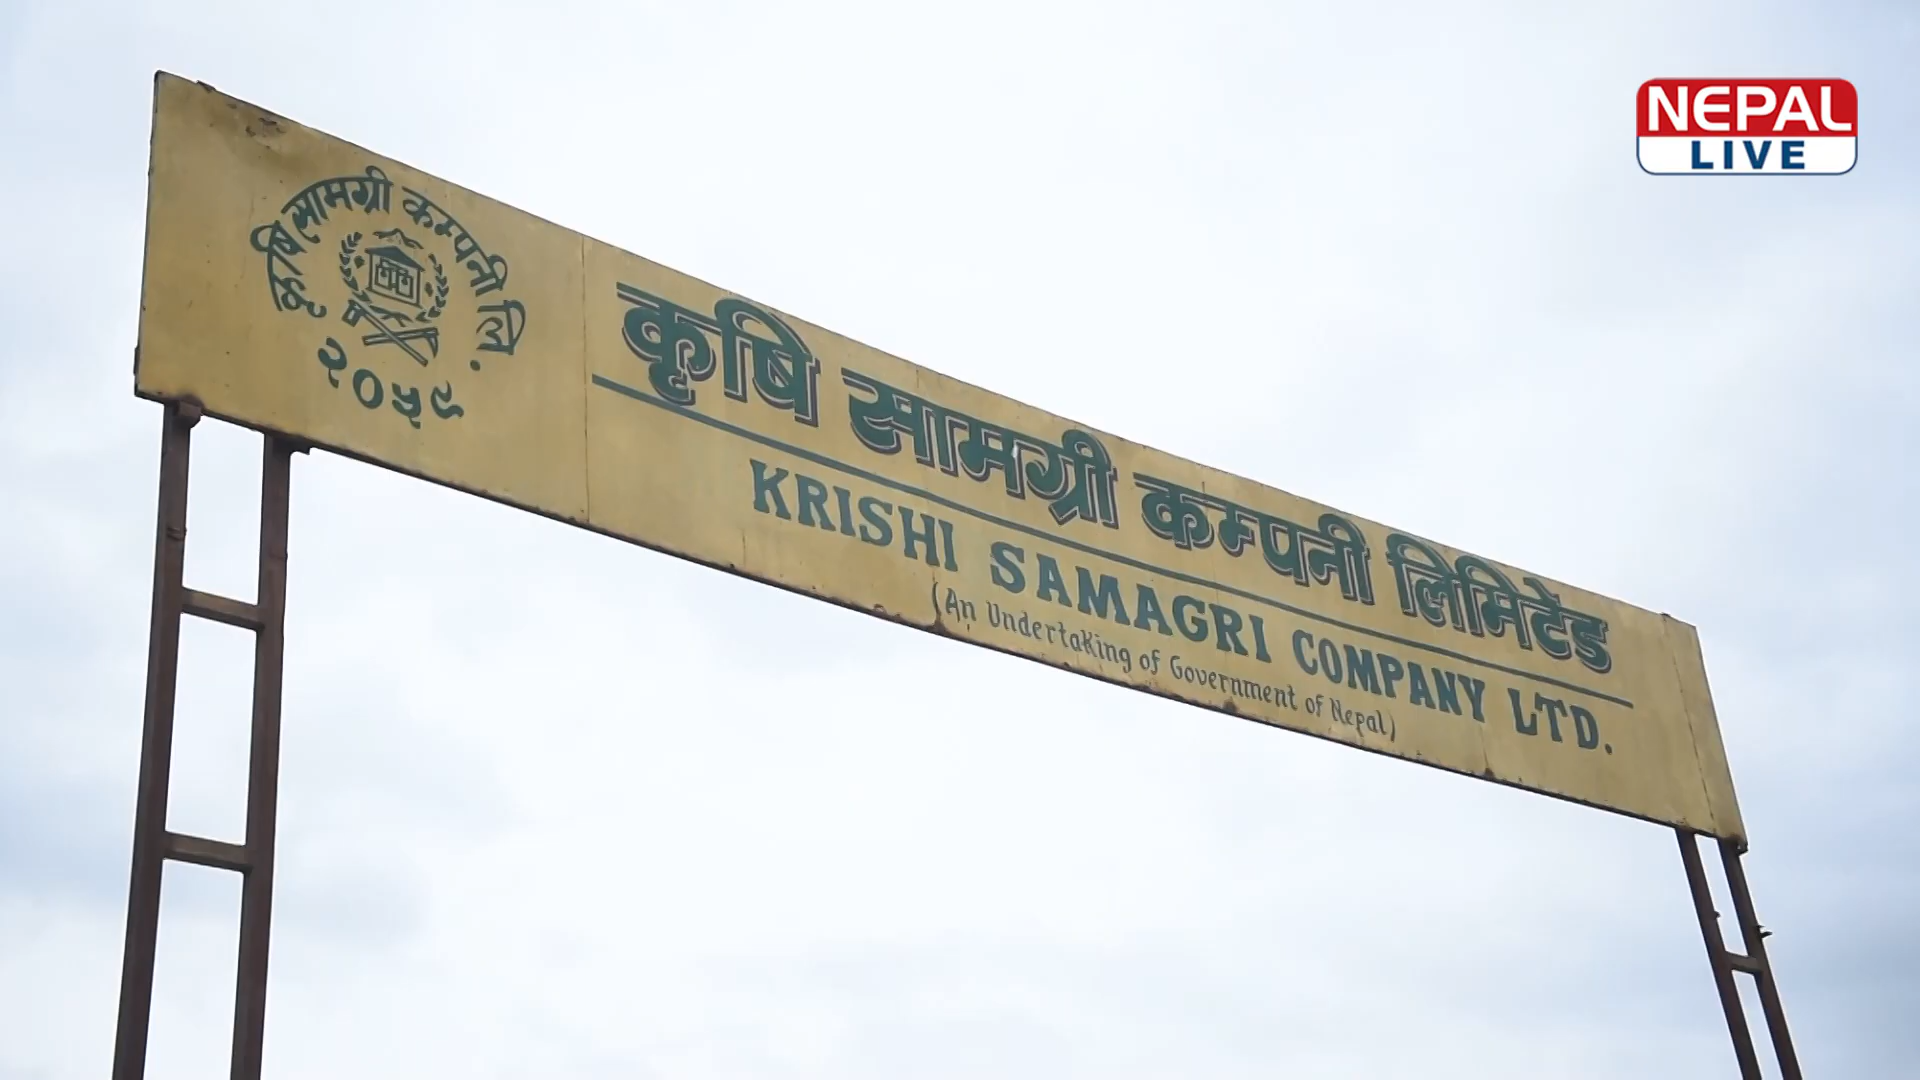 कृषि सामग्री कम्पनी लि.
२०५९
कृषि सामग्री कम्पनी लिमिटेड
KRISHI SAMAGRI COMPANY LTD.
(An Undertaking of Government of Nepal)
NEPAL
LIVE